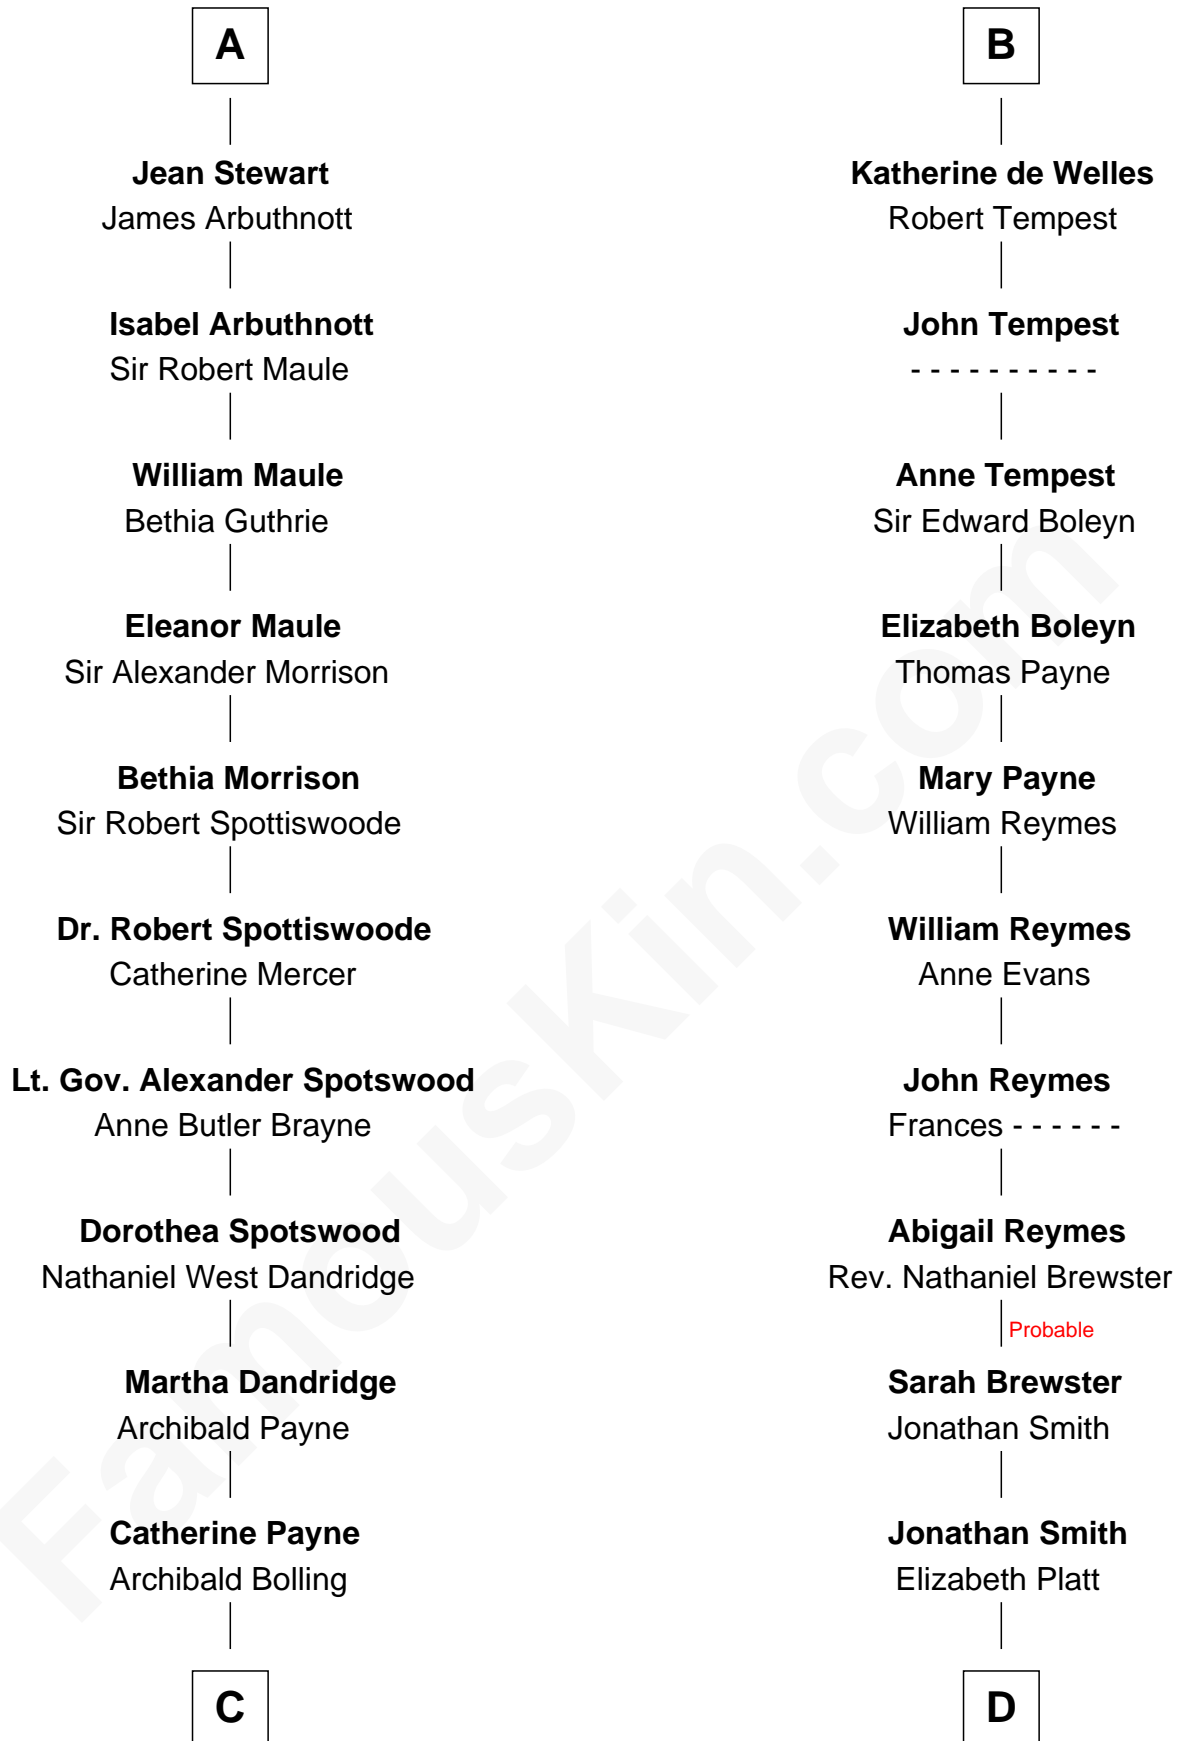 A
Jean Stewart
James Arbuthnott
Isabel Arbuthnott
Sir Robert Maule
William Maule
Bethia Guthrie
Eleanor Maule
Sir Alexander Morrison
Bethia Morrison
Sir Robert Spottiswoode
Dr. Robert Spottiswoode
Catherine Mercer
Lt. Gov. Alexander Spotswood
Anne Butler Brayne
Dorothea Spotswood
Nathaniel West Dandridge
Martha Dandridge
Archibald Payne
Catherine Payne
Archibald Bolling
C
B
Katherine de Welles
Robert Tempest
John Tempest
- - - - - - - - - -
Anne Tempest
Sir Edward Boleyn
Elizabeth Boleyn
Thomas Payne
Mary Payne
William Reymes
William Reymes
Anne Evans
John Reymes
Frances - - - - - -
Abigail Reymes
Rev. Nathaniel Brewster
Probable
Sarah Brewster
Jonathan Smith
Jonathan Smith
Elizabeth Platt
D
FamousKin.com